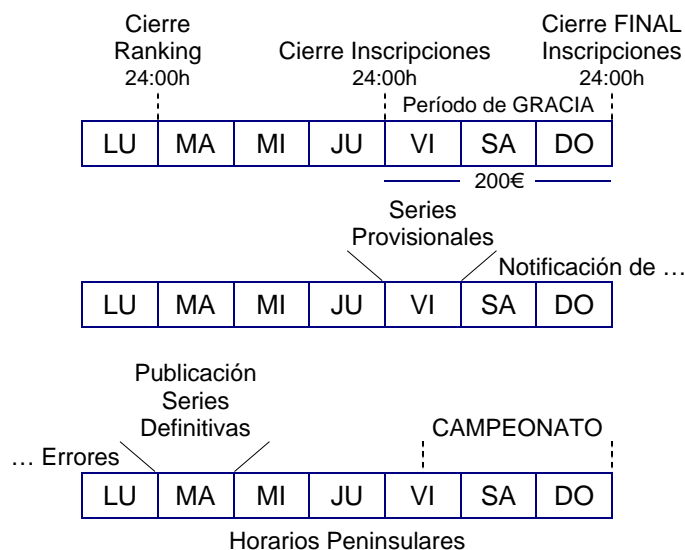 Cierre
Ranking
24:00h
Cierre Inscripciones
24:00h
Cierre FINAL
Inscripciones
24:00h
Período de GRACIA
LU MA MI JU VI SA DO
200€
Series
Provisionales
Notificación de …
LU MA MI JU VI SA DO
Publicación
Series
Definitivas
CAMPEONATO
… Errores
LU MA MI JU VI SA DO
Horarios Peninsulares